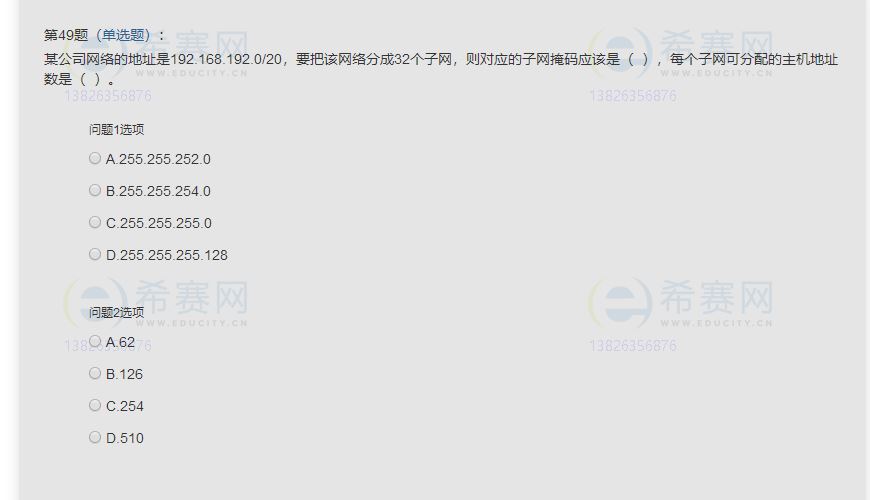 第49题（单选题）：
某公司网络的地址是192.168.192.0/20，要把该网络分成32个子网，则对应的子网掩码应该是（ ），每个子网可分配的主机地址
数是（ ）。
希赛网
WWW.EDUCITY.CN
13826356876
希赛网
WWW.EDUCITY.CN
13826356876
问题1选项
A.255.255.252.0
B.255.255.254.0
C.255.255.255.0
D.255.255.255.128
希赛网
WWW.EDUCITY.CN
13826356876
希赛网
WWW.EDUCITY.CN
13826356876
问题2选项
A.62
B.126
C.254
D.510